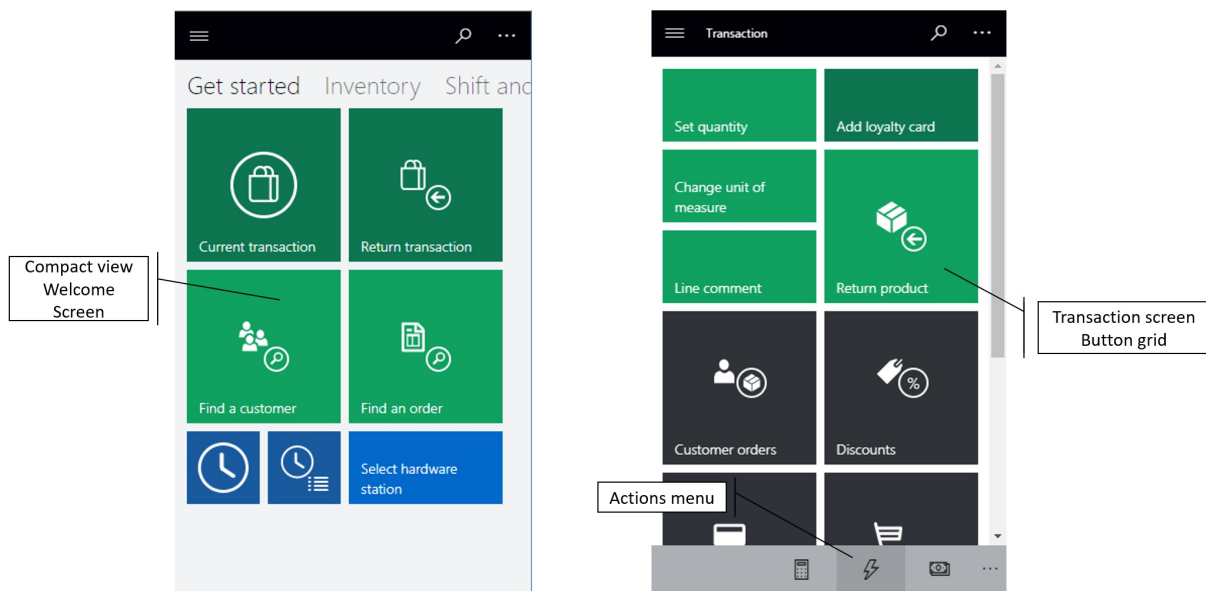 Get started Inventory Shift and
Current transaction
Return transaction
Find a customer
Find an order
Select hardware
station
Compact view
Welcome
Screen
Transaction
Set quantity
Add loyalty card
Change unit of
measure
Line comment
Return product
Customer orders
Discounts
%
Transaction screen
Button grid
Actions menu